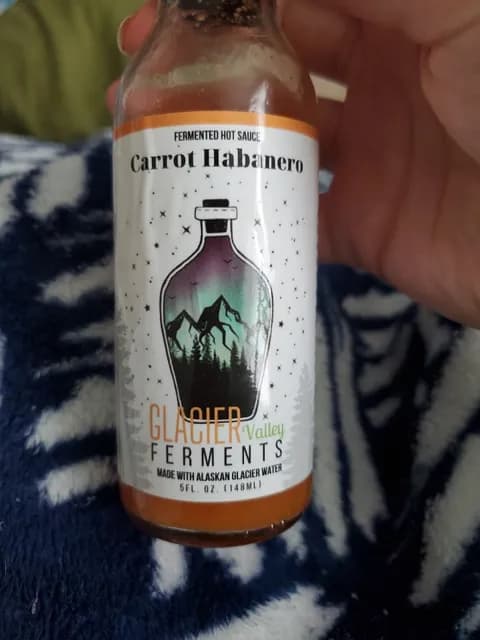 FERMENTED HOT SAUCE
Carrot Habanero
GLACIER Valley
FERMENTS
MADE WITH ALASKAN GLACIER WATER
5FL. OZ. (148ML)